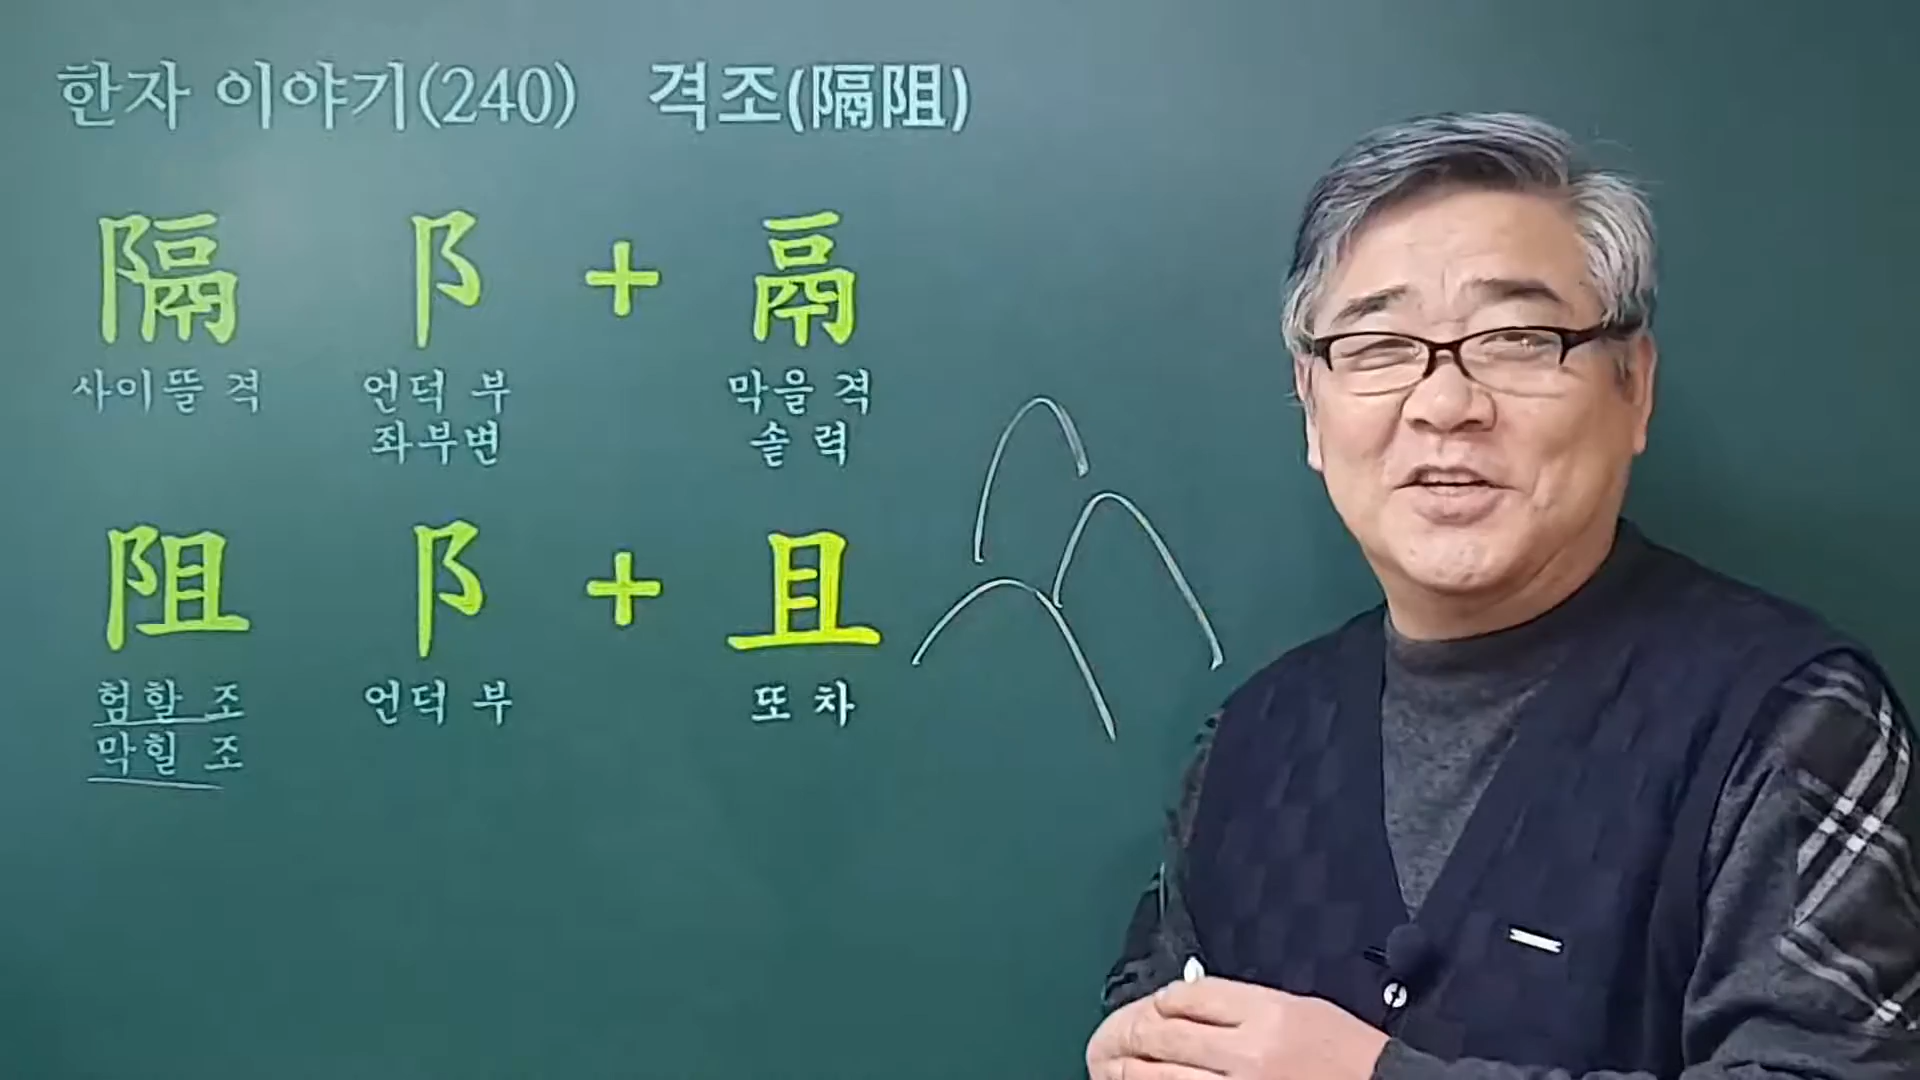 한자 이야기(240) 격조(隔阻)
隔 阝 + 鬲
사이뜰 격 언덕 부 막을 격
좌부변 솥 력
阻 阝 + 且
험할 조 언덕 부 또 차
막힐 조